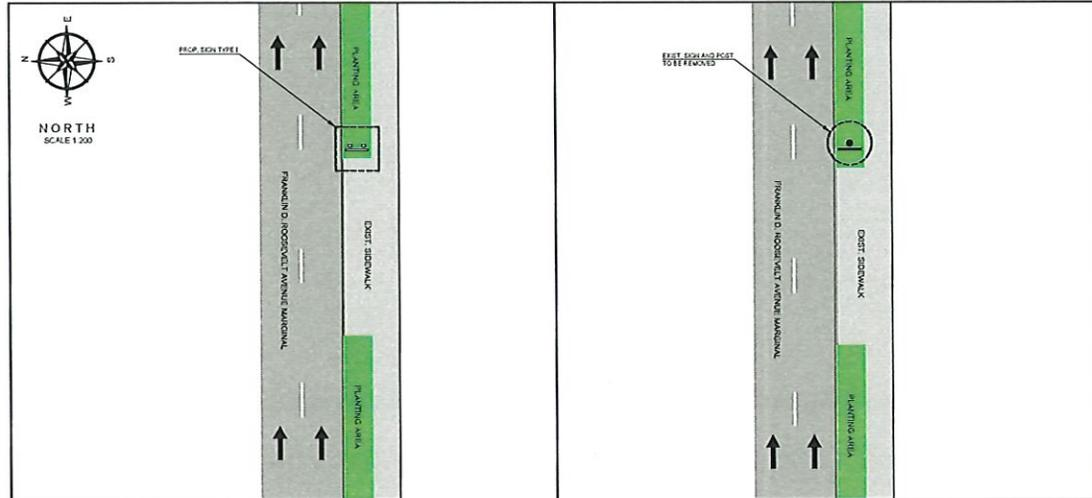 E
N
S
W
NORTH
SCALE 1:200
PROP. SIGN TYPE I
PLANTING AREA
FRANKLIN D. ROOSEVELT AVENUE MARGINAL
EXIST. SIDEWALK
PLANTING AREA
EXIST. SIGN AND POST
TO BE REMOVED
PLANTING AREA
FRANKLIN D. ROOSEVELT AVENUE MARGINAL
EXIST. SIDEWALK
PLANTING AREA